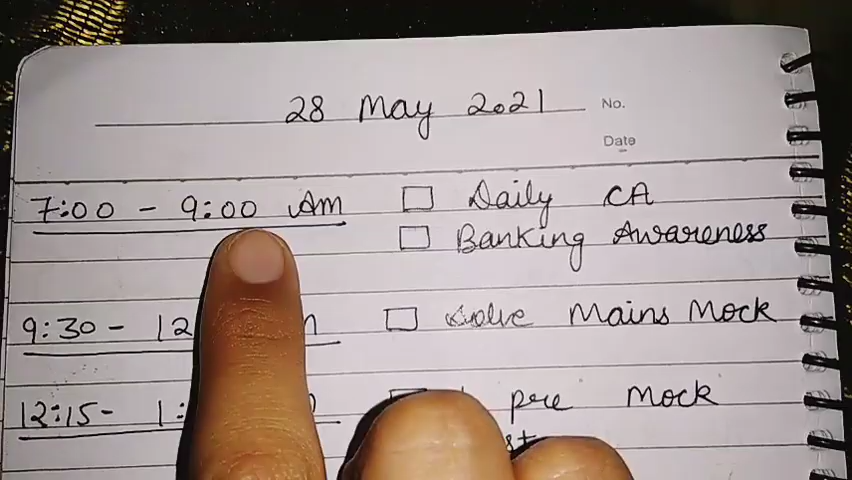 28 May 2021
No.
Date
7:00 - 9:00 AM Daily CA
Banking Awareness
9:30 - 12 Solve Mains Mock
12:15- 1: pre Mock